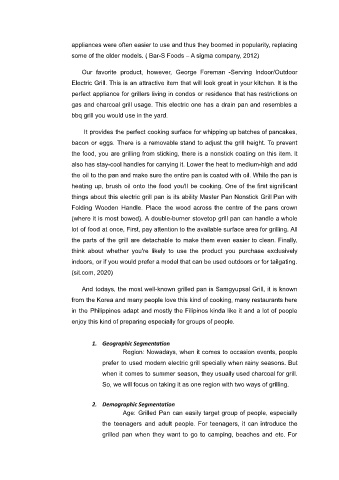 appliances were often easier to use and thus they boomed in popularity, replacing
some of the older models. ( Bar-S Foods – A sigma company, 2012)
Our favorite product, however, George Foreman -Serving Indoor/Outdoor
Electric Grill. This is an attractive item that will look great in your kitchen. It is the
perfect appliance for grillers living in condos or residence that has restrictions on
gas and charcoal grill usage. This electric one has a drain pan and resembles a
bbq grill you would use in the yard.
It provides the perfect cooking surface for whipping up batches of pancakes,
bacon or eggs. There is a removable stand to adjust the grill height. To prevent
the food, you are grilling from sticking, there is a nonstick coating on this item. It
also has stay-cool handles for carrying it. Lower the heat to medium-high and add
the oil to the pan and make sure the entire pan is coated with oil. While the pan is
heating up, brush oil onto the food you'll be cooking. One of the first significant
things about this electric grill pan is its ability Master Pan Nonstick Grill Pan with
Folding Wooden Handle. Place the wood across the centre of the pans crown
(where it is most bowed). A double-burner stovetop grill pan can handle a whole
lot of food at once, First, pay attention to the available surface area for grilling. All
the parts of the grill are detachable to make them even easier to clean. Finally,
think about whether you're likely to use the product you purchase exclusively
indoors, or if you would prefer a model that can be used outdoors or for tailgating.
(sit.com, 2020)
And todays, the most well-known grilled pan is Samgyupsal Grill, it is known
from the Korea and many people love this kind of cooking, many restaurants here
in the Philippines adapt and mostly the Filipinos kinda like it and a lot of people
enjoy this kind of preparing especially for groups of people.
1. Geographic Segmentation
Region: Nowadays, when it comes to occasion events, people
prefer to used modern electric grill specially when rainy seasons. But
when it comes to summer season, they usually used charcoal for grill.
So, we will focus on taking it as one region with two ways of grilling.
2. Demographic Segmentation
Age: Grilled Pan can easily target group of people, especially
the teenagers and adult people. For teenagers, it can introduce the
grilled pan when they want to go to camping, beaches and etc. For